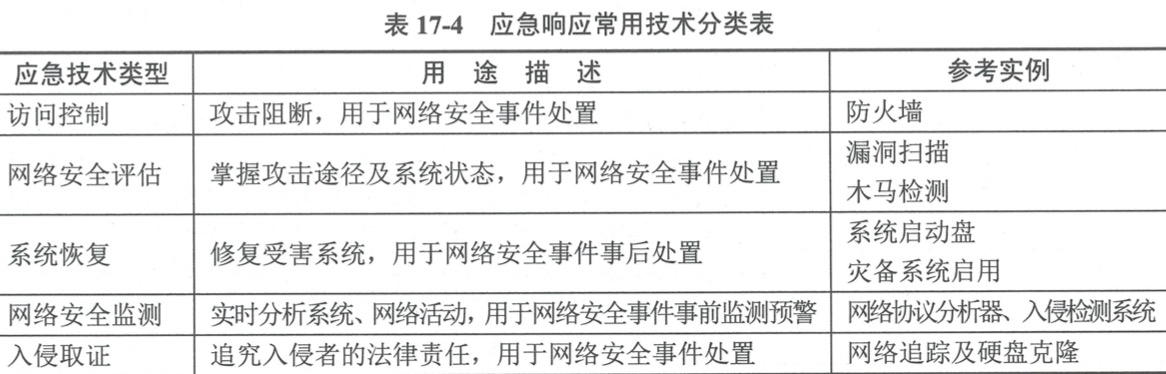 表 17-4 应急响应常用技术分类表
应急技术类型 用 途 描 述 参考实例
访问控制 攻击阻断，用于网络安全事件处置 防火墙
网络安全评估 掌握攻击途径及系统状态，用于网络安全事件处置 漏洞扫描
木马检测
系统恢复 修复受害系统，用于网络安全事件事后处置 系统启动盘
灾备系统启用
网络安全监测 实时分析系统、网络活动，用于网络安全事件事前监测预警 网络协议分析器、入侵检测系统
入侵取证 追究入侵者的法律责任，用于网络安全事件处置 网络追踪及硬盘克隆